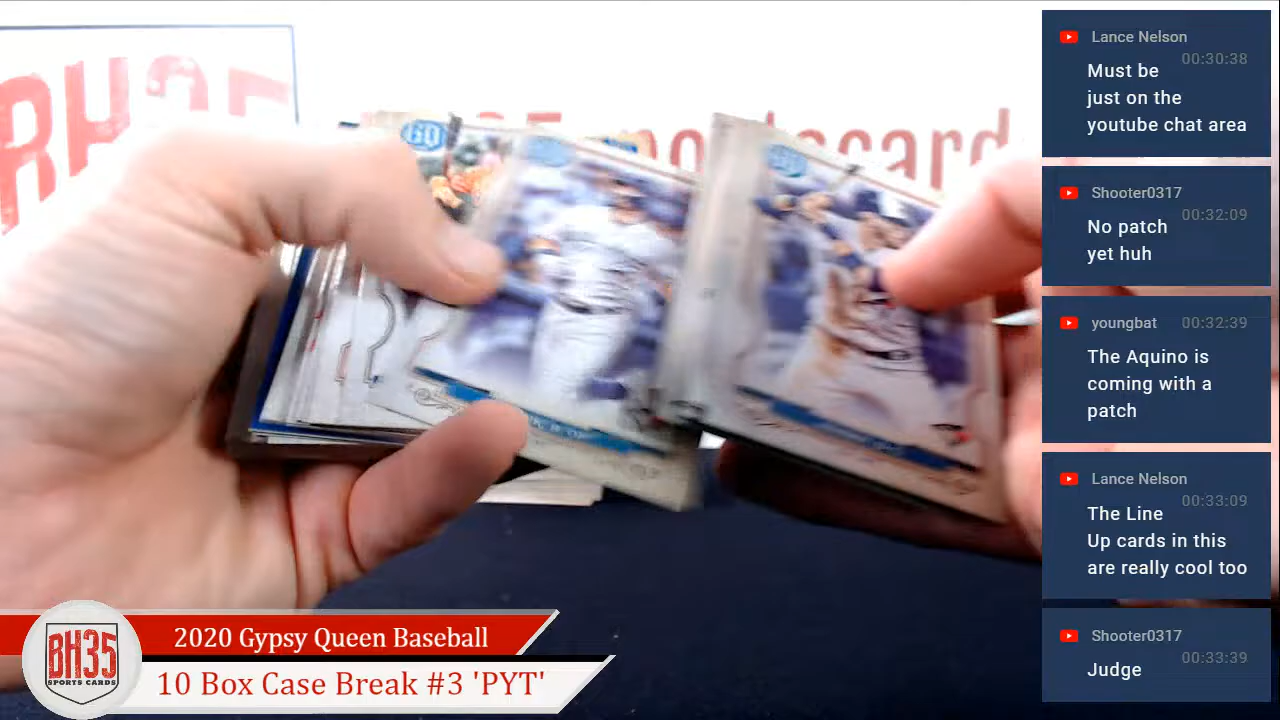 BH35
BH35sportscard
GQ
Lance Nelson
00:30:38
Must be
just on the
youtube chat area
Shooter0317
00:32:09
No patch
yet huh
youngbat 00:32:39
The Aquino is
coming with a
patch
Lance Nelson
00:33:09
The Line
Up cards in this
are really cool too
Shooter0317
00:33:39
Judge
BH35
SPORTS CARDS
2020 Gypsy Queen Baseball
10 Box Case Break #3 'PYT'